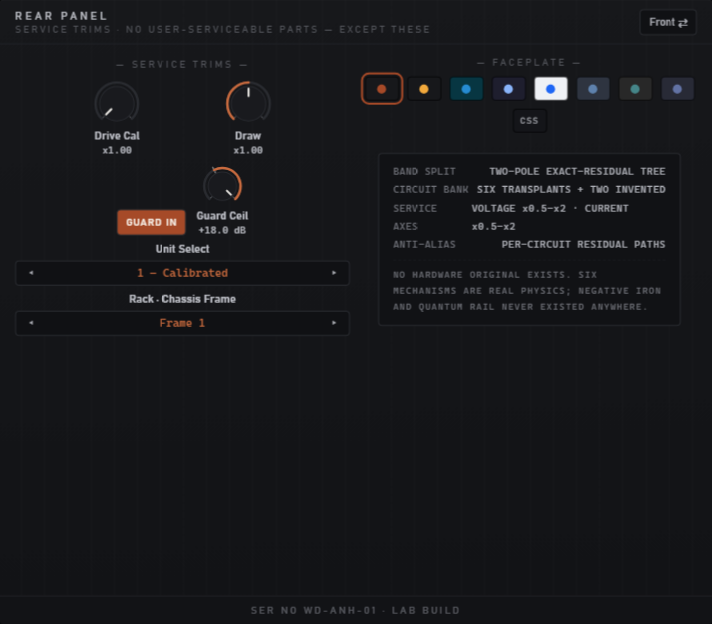 REAR PANEL
SERVICE TRIMS · NO USER-SERVICEABLE PARTS — EXCEPT THESE
Front ⇄
— SERVICE TRIMS —
Drive Cal
x1.00
Draw
x1.00
GUARD IN
Guard Ceil
+18.0 dB
Unit Select
◂ 1 — Calibrated ▸
Rack · Chassis Frame
◂ Frame 1 ▸
— FACEPLATE —
CSS
BAND SPLIT TWO-POLE EXACT-RESIDUAL TREE
CIRCUIT BANK SIX TRANSPLANTS + TWO INVENTED
SERVICE VOLTAGE x0.5–x2 · CURRENT
AXES x0.5–x2
ANTI-ALIAS PER-CIRCUIT RESIDUAL PATHS
NO HARDWARE ORIGINAL EXISTS. SIX
MECHANISMS ARE REAL PHYSICS; NEGATIVE IRON
AND QUANTUM RAIL NEVER EXISTED ANYWHERE.
SER NO WD-ANH-01 · LAB BUILD